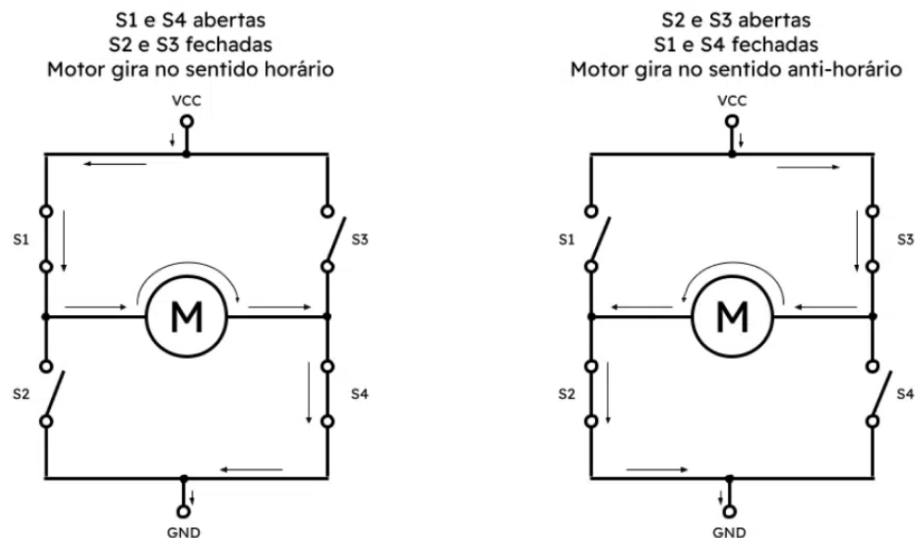 S1 e S4 abertas
S2 e S3 fechadas
Motor gira no sentido horário
VCC
S1
S3
M
S2
S4
GND
S2 e S3 abertas
S1 e S4 fechadas
Motor gira no sentido anti-horário
VCC
S1
S3
M
S2
S4
GND